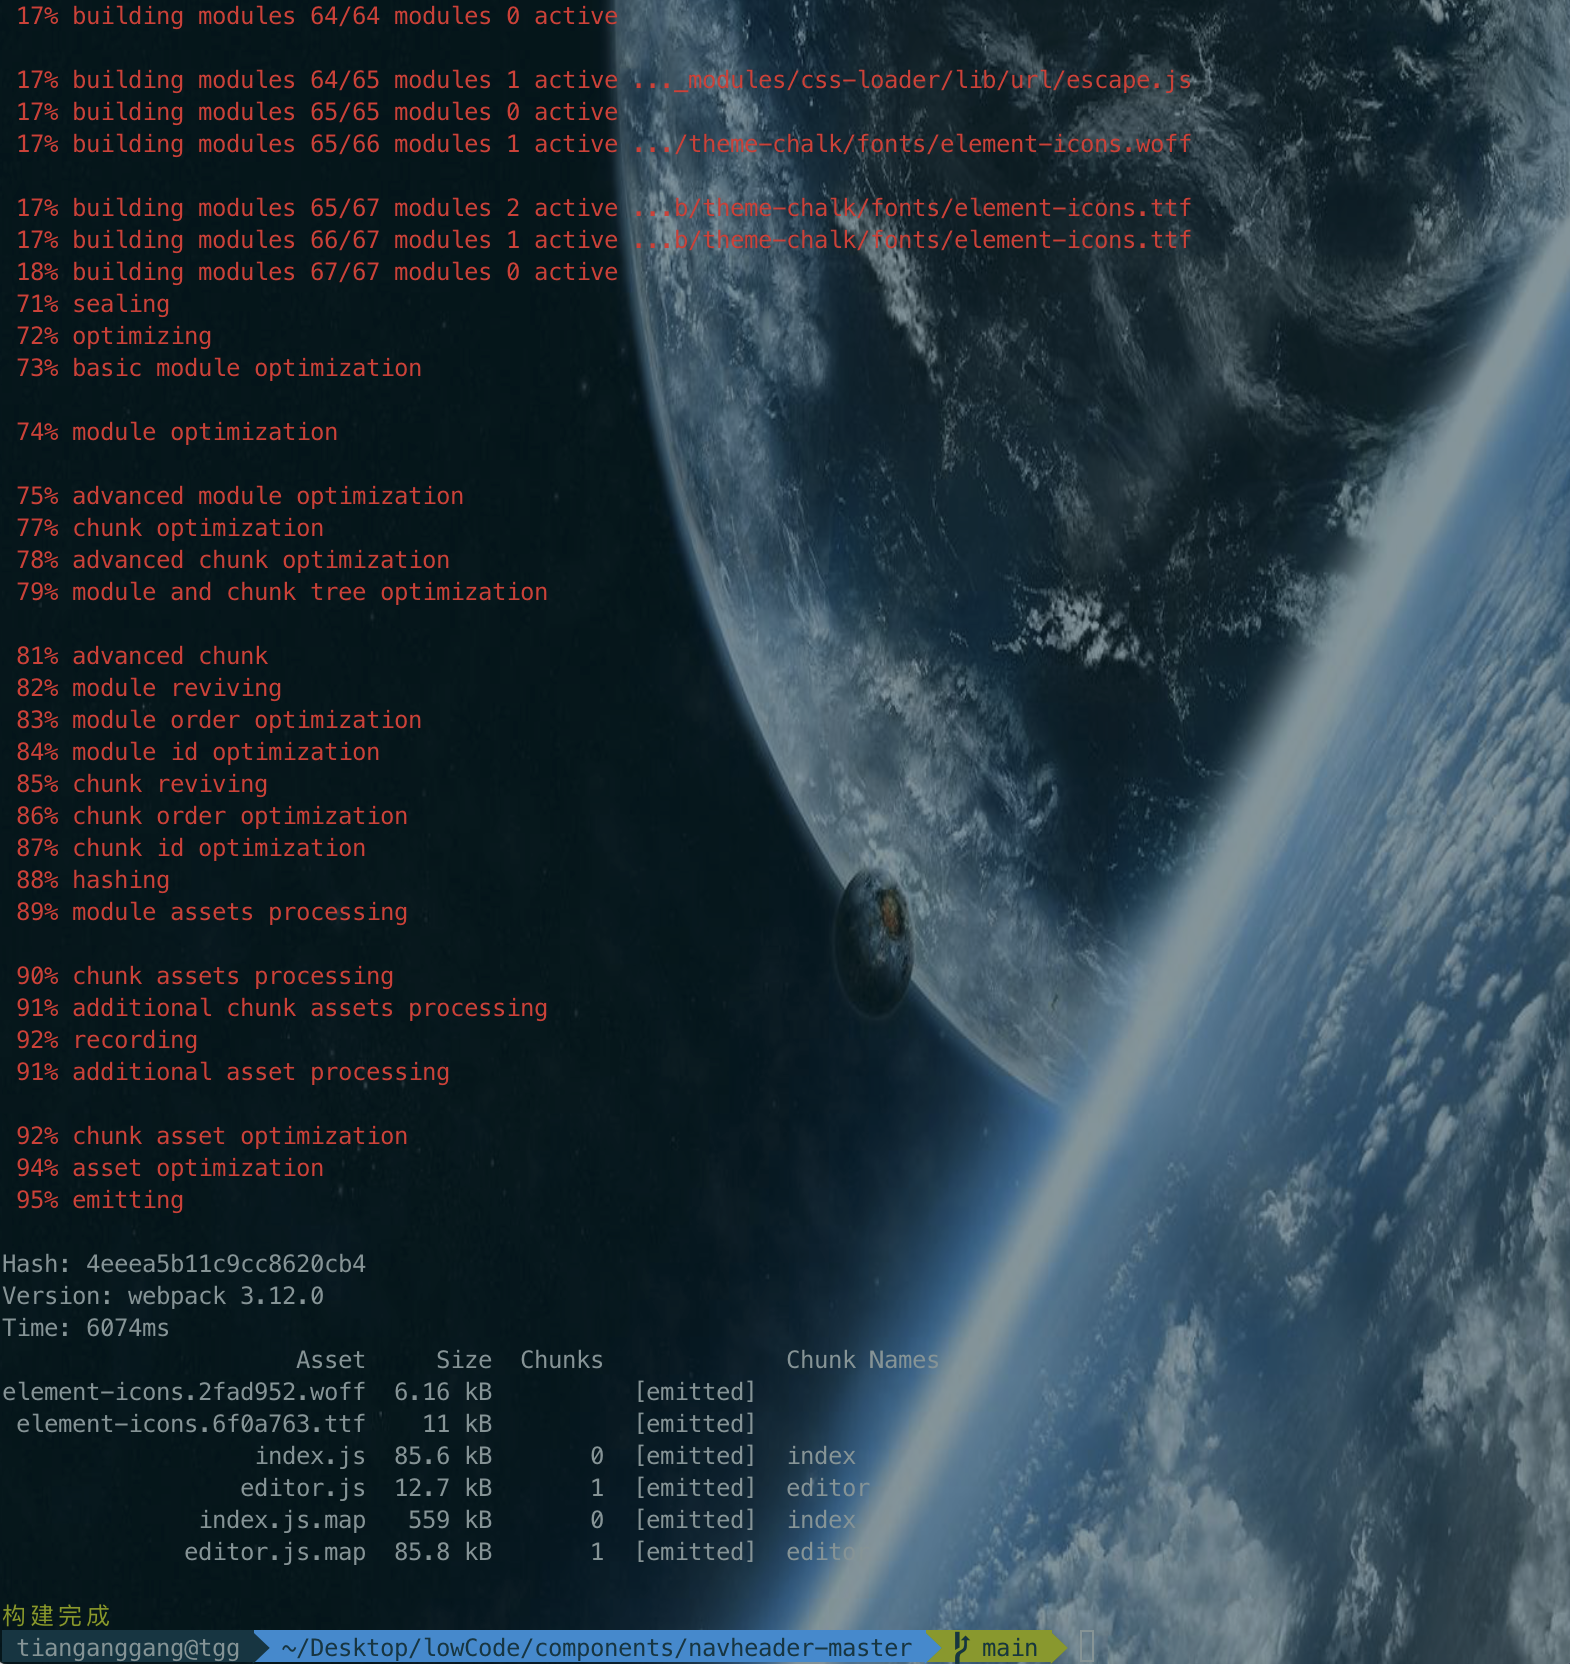 17% building modules 64/64 modules 0 active
17% building modules 64/65 modules 1 active ..._modules/css-loader/lib/url/escape.js
17% building modules 65/65 modules 0 active
17% building modules 65/66 modules 1 active .../theme-chalk/fonts/element-icons.woff
17% building modules 65/67 modules 2 active ...b/theme-chalk/fonts/element-icons.ttf
17% building modules 66/67 modules 1 active ...b/theme-chalk/fonts/element-icons.ttf
18% building modules 67/67 modules 0 active
71% sealing
72% optimizing
73% basic module optimization
74% module optimization
75% advanced module optimization
77% chunk optimization
78% advanced chunk optimization
79% module and chunk tree optimization
81% advanced chunk
82% module reviving
83% module order optimization
84% module id optimization
85% chunk reviving
86% chunk order optimization
87% chunk id optimization
88% hashing
89% module assets processing
90% chunk assets processing
91% additional chunk assets processing
92% recording
91% additional asset processing
92% chunk asset optimization
94% asset optimization
95% emitting
Hash: 4eeea5b11c9cc8620cb4
Version: webpack 3.12.0
Time: 6074ms
Asset Size Chunks Chunk Names
element-icons.2fad952.woff 6.16 kB [emitted]
element-icons.6f0a763.ttf 11 kB [emitted]
index.js 85.6 kB 0 [emitted] index
editor.js 12.7 kB 1 [emitted] editor
index.js.map 559 kB 0 [emitted] index
editor.js.map 85.8 kB 1 [emitted] editor
构建完成
tianganggang@tgg ~/Desktop/lowCode/components/navheader-master main